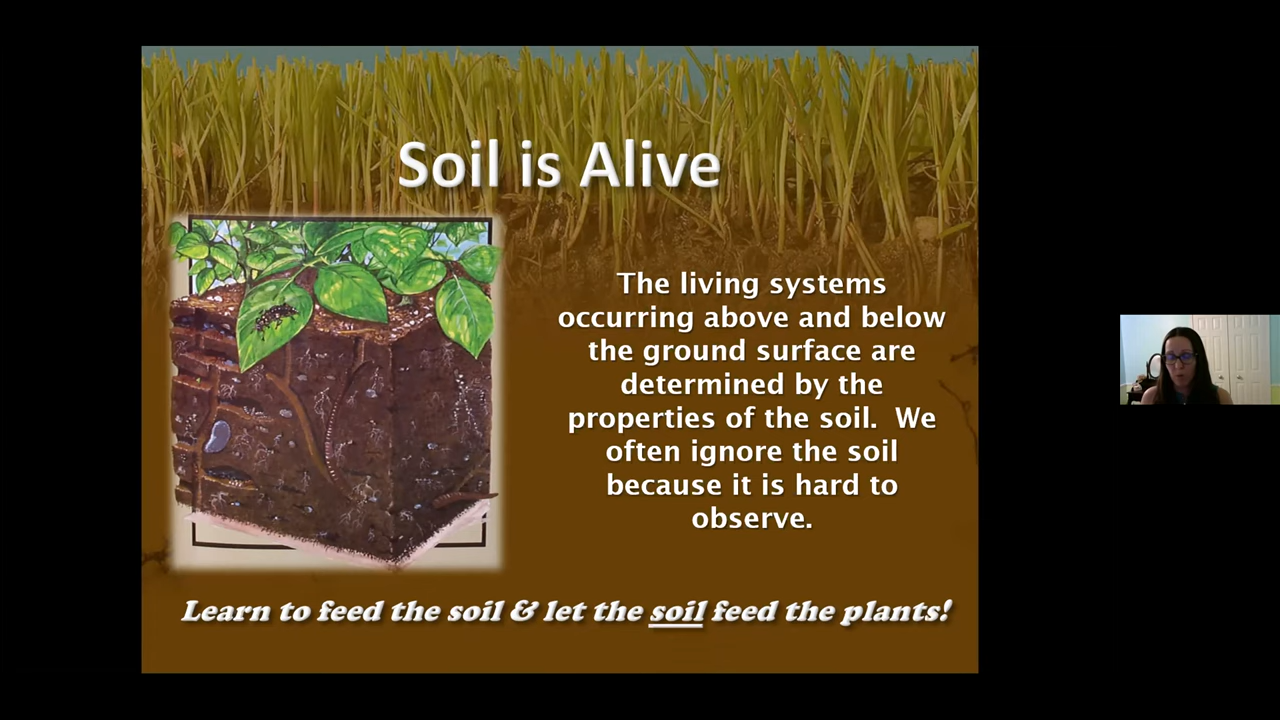 Soil is Alive
The living systems
occurring above and below
the ground surface are
determined by the
properties of the soil.  We
often ignore the soil
because it is hard to
observe.
Learn to feed the soil & let the soil feed the plants!